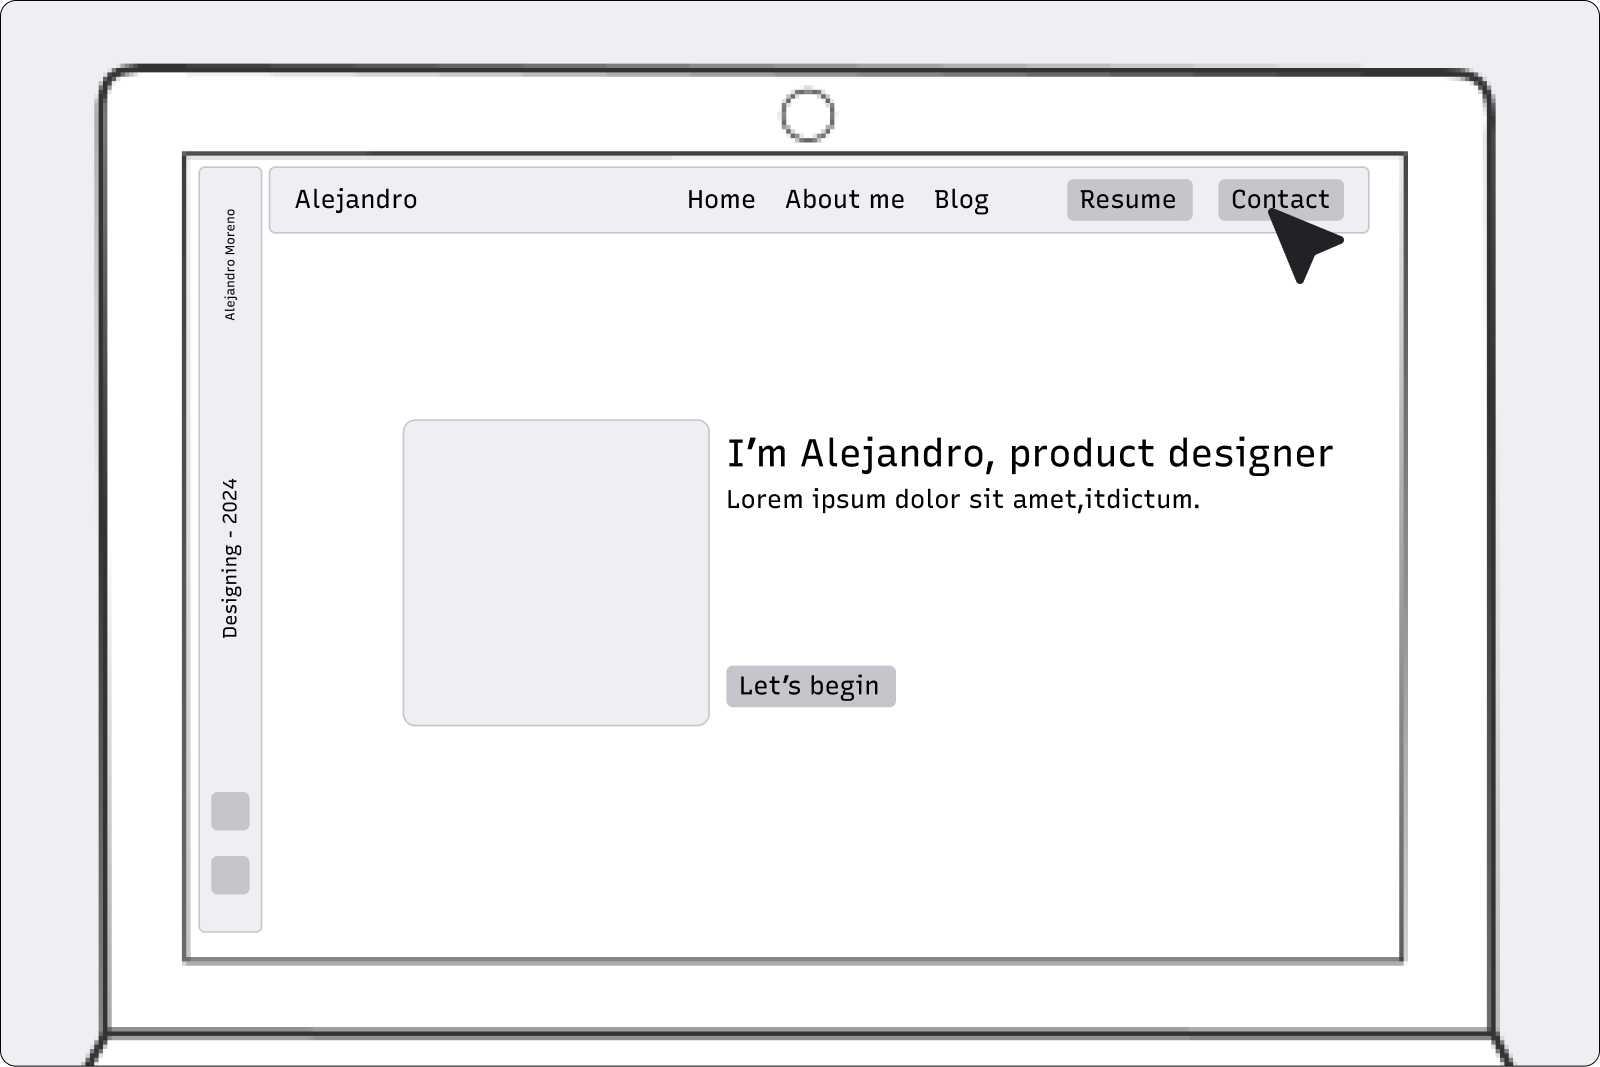 Alejandro
Home
About me
Blog
Resume
Contact
Alejandro Moreno
Designing - 2024
I’m Alejandro, product designer
Lorem ipsum dolor sit amet,itdictum.
Let’s begin